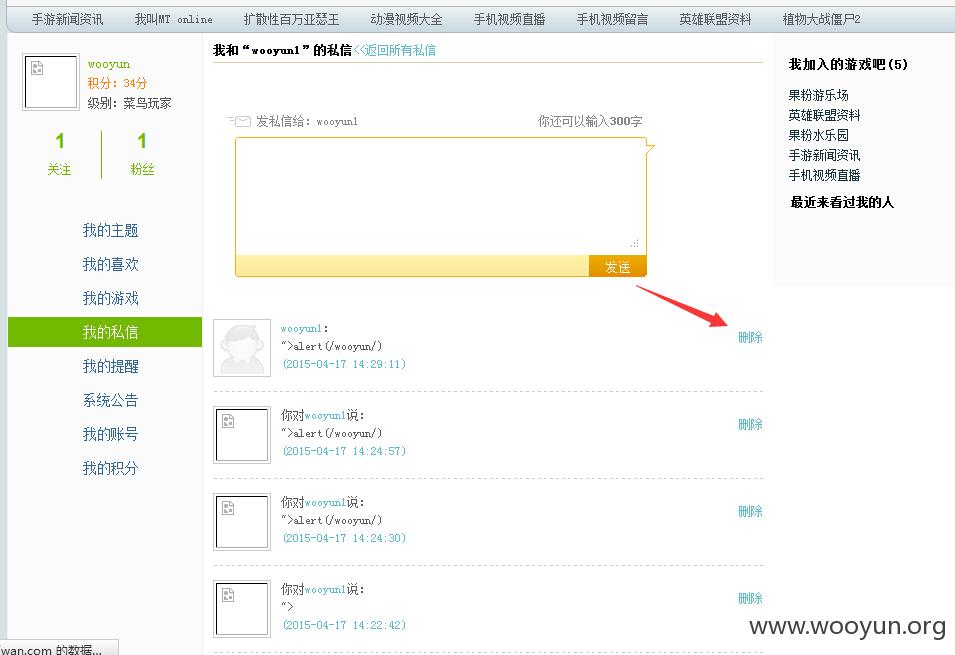 手游新闻资讯 我叫MT online 扩散性百万亚瑟王 动漫视频大全 手机视频直播 手机视频留言 英雄联盟资料 植物大战僵尸2
wooyun
积分: 34分
级别: 菜鸟玩家
1 1
关注 粉丝
我的主题
我的喜欢
我的游戏
我的私信
我的提醒
系统公告
我的账号
我的积分
我和“wooyun1”的私信<<返回所有私信
发私信给: wooyun1 你还可以输入300字
发送
wooyun1:
“>alert(/wooyun/)
(2015-04-17 14:29:11)
删除
你对wooyun1说:
“>alert(/wooyun/)
(2015-04-17 14:24:57)
删除
你对wooyun1说:
“>alert(/wooyun/)
(2015-04-17 14:24:30)
删除
你对wooyun1说:
“>
(2015-04-17 14:22:42)
删除
我加入的游戏吧(5)
果粉游乐场
英雄联盟资料
果粉水乐园
手游新闻资讯
手机视频直播
最近来看过我的人
www.wooyun.org
wan.com 的数据...